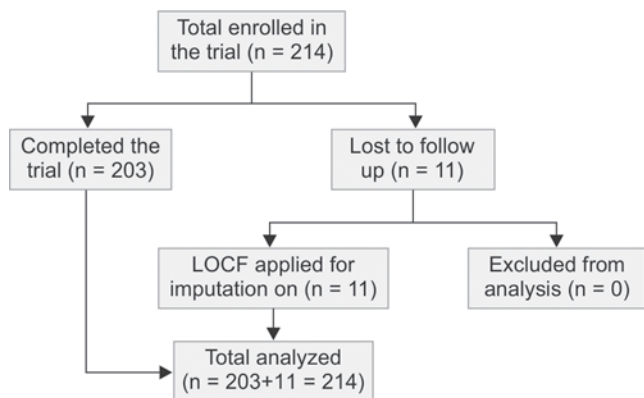 Total enrolled in
the trial (n = 214)
Completed the
trial (n = 203)
Lost to follow
up (n = 11)
LOCF applied for
imputation on (n = 11)
Excluded from
analysis (n = 0)
Total analyzed
(n = 203+11 = 214)